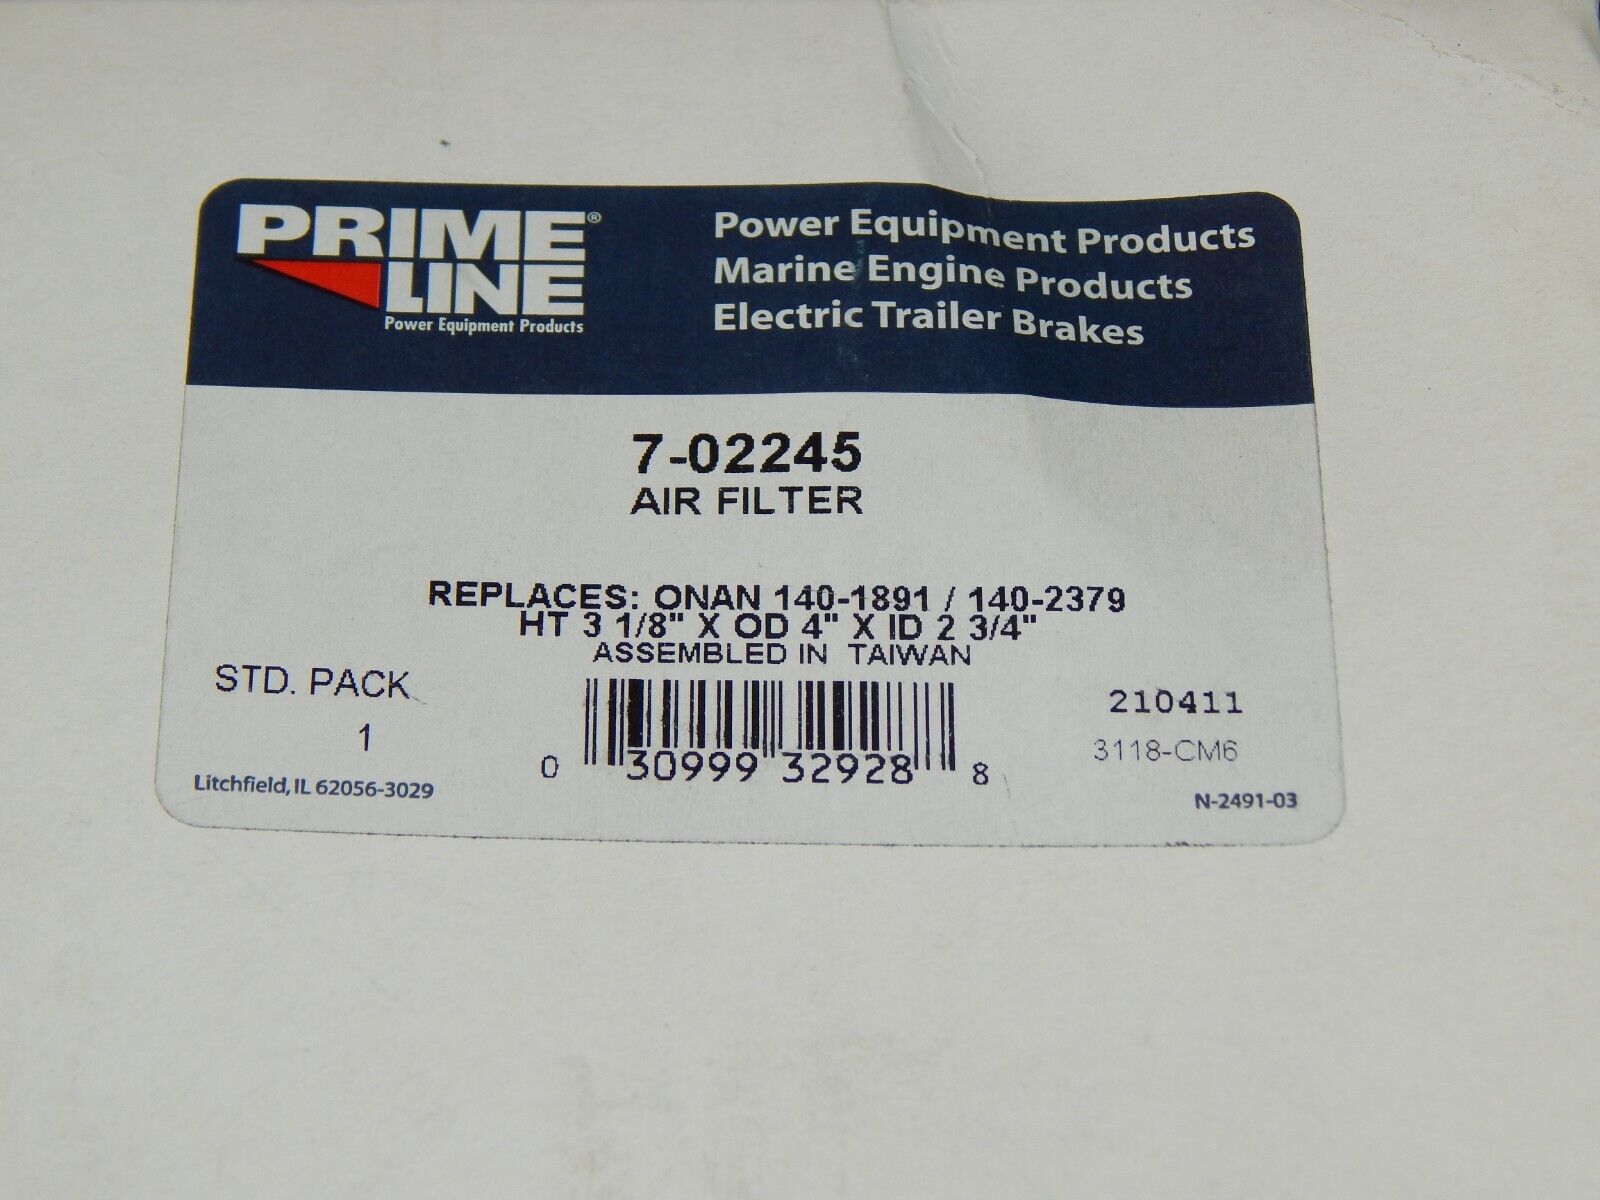 PRIME®
LINE
Power Equipment Products
Power Equipment Products
Marine Engine Products
Electric Trailer Brakes
7-02245
AIR FILTER
REPLACES: ONAN 140-1891 / 140-2379
HT 3 1/8" X OD 4" X ID 2 3/4"
ASSEMBLED IN TAIWAN
STD. PACK
1
0 30999 32928 8
210411
3118-CM6
Litchfield, IL 62056-3029
N-2491-03